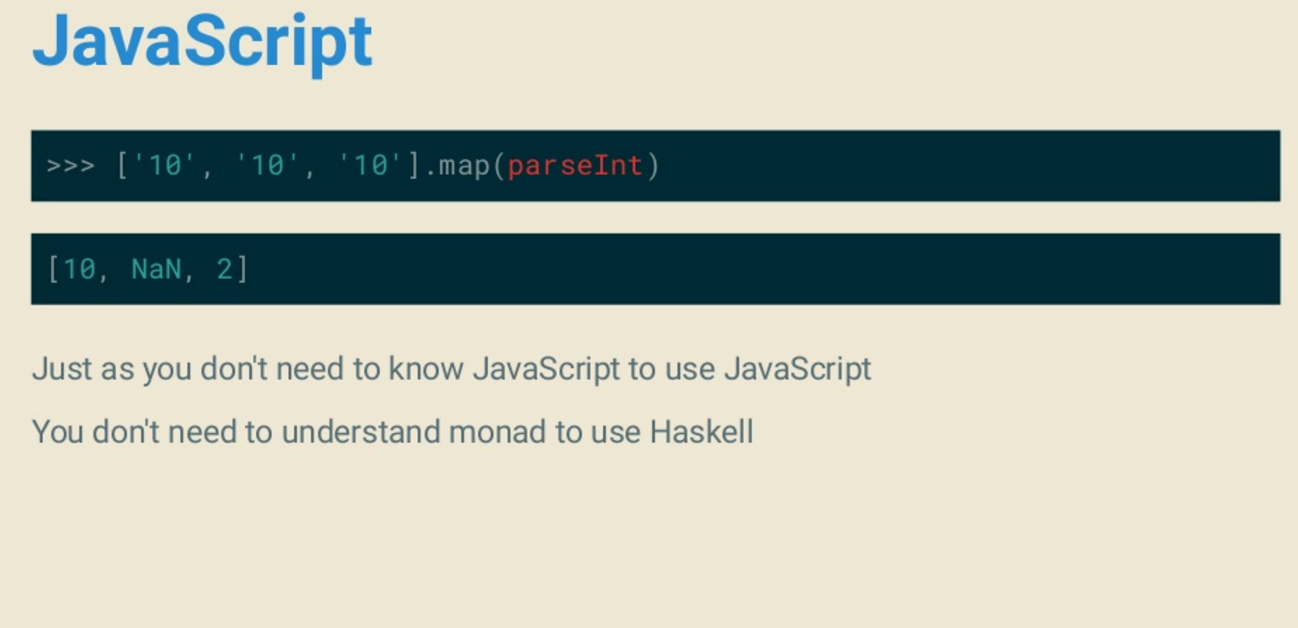 JavaScript
>>> ['10', '10', '10'].map(parseInt)
[10, NaN, 2]
Just as you don't need to know JavaScript to use JavaScript
You don't need to understand monad to use Haskell